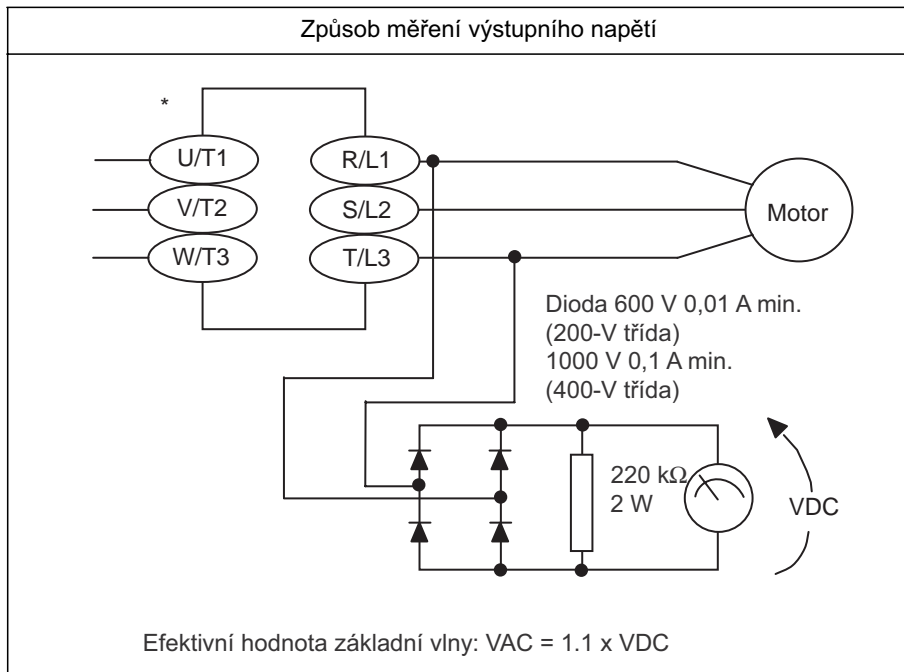 Způsob měření výstupního napětí
*
U/T1
R/L1
V/T2
S/L2
Motor
W/T3
T/L3
Dioda 600 V 0,01 A min.
(200-V třída)
1000 V 0,1 A min.
(400-V třída)
220 kΩ
2 W
VDC
Efektivní hodnota základní vlny: VAC = 1.1 x VDC